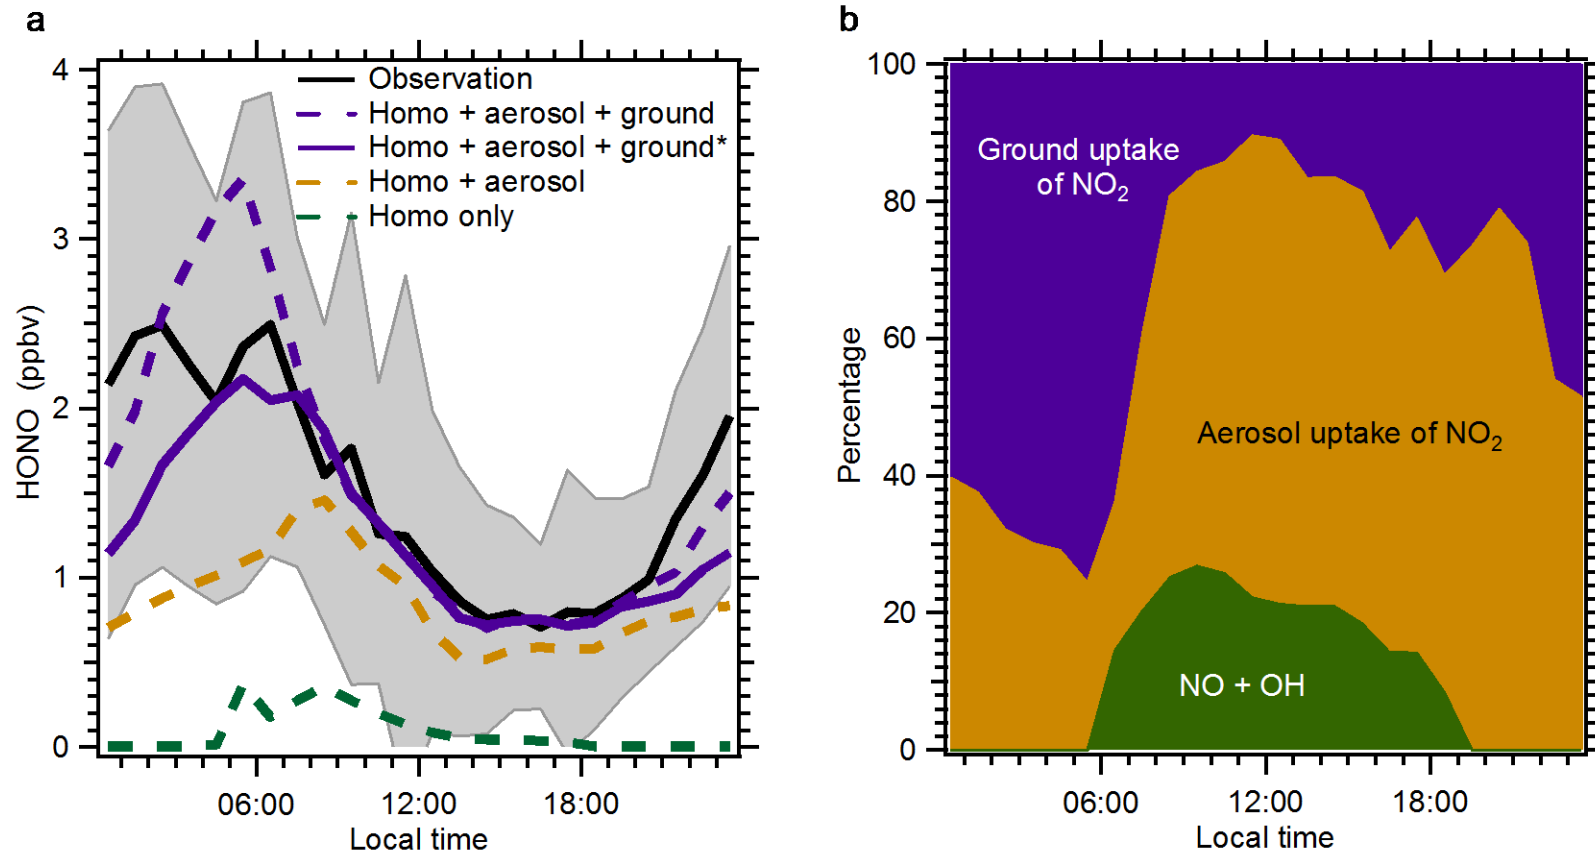 a
4
3
2
1
0
HONO (ppbv)
Observation
Homo + aerosol + ground
Homo + aerosol + ground*
Homo + aerosol
Homo only
06:00
12:00
18:00
Local time
b
100
80
60
40
20
0
Percentage
Ground uptake
of NO₂
Aerosol uptake of NO₂
NO + OH
06:00
12:00
18:00
Local time